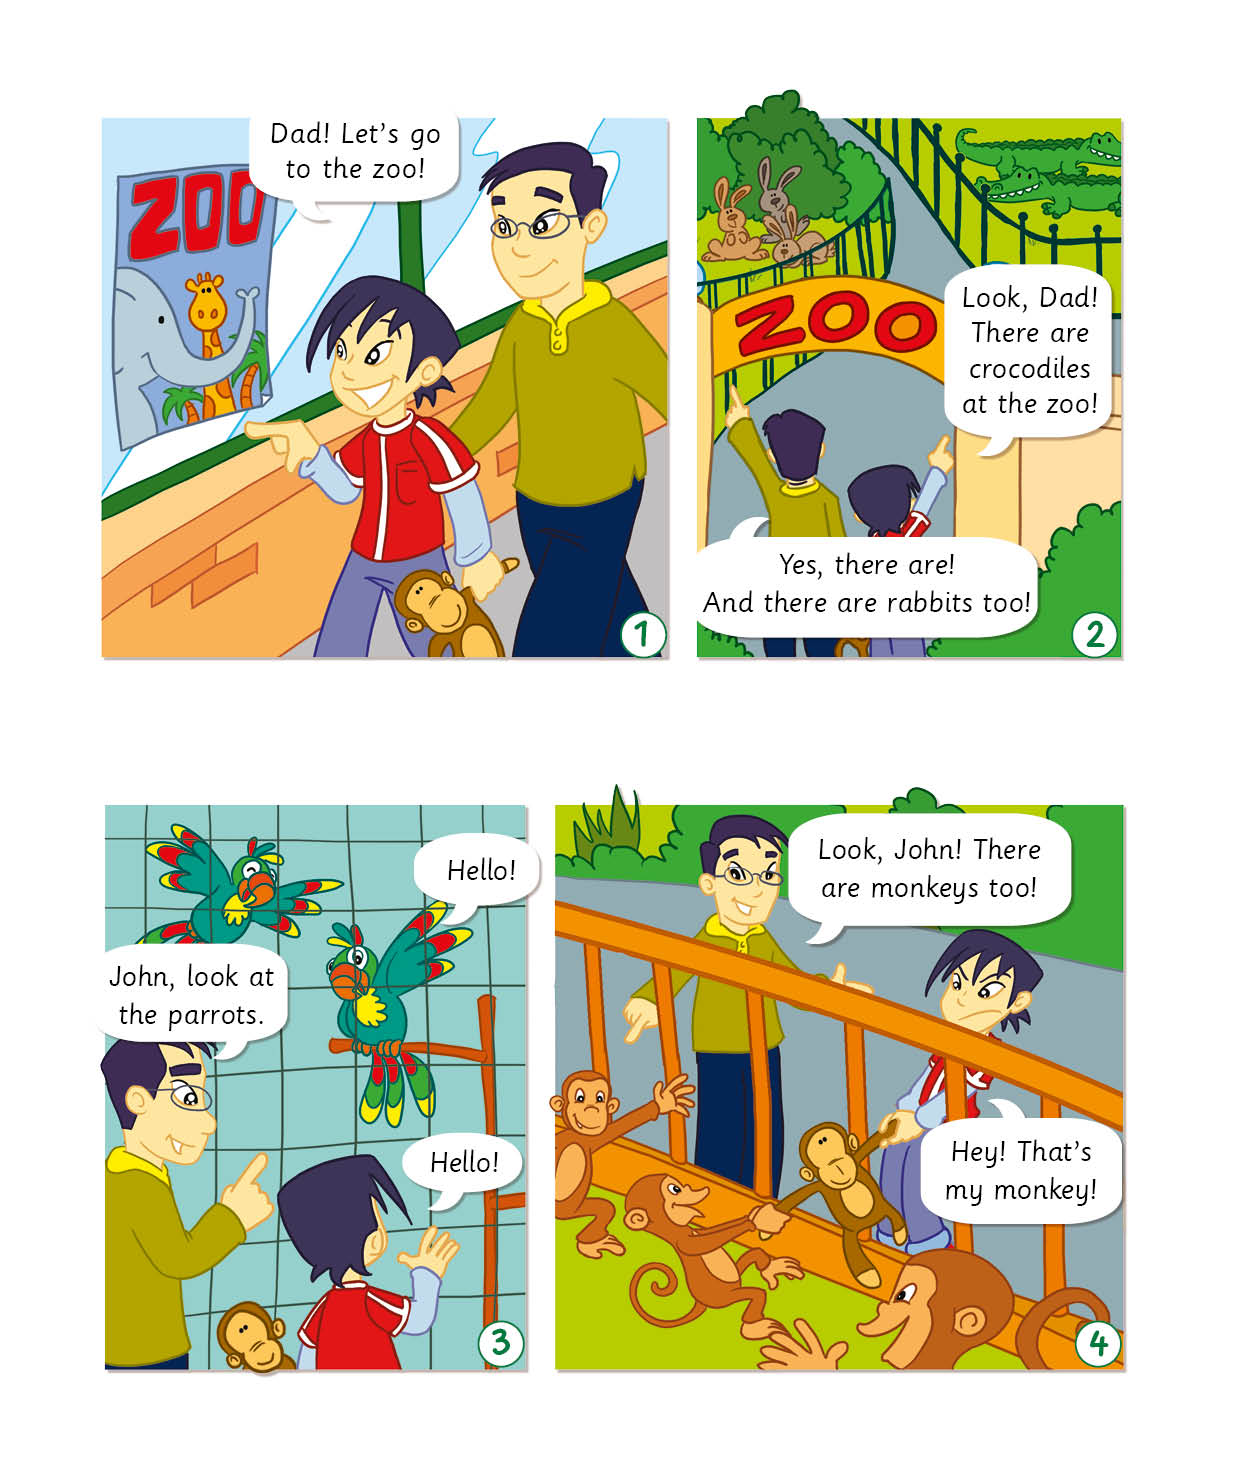 Dad! Let's go
to the zoo!
ZOO
1
Look, Dad!
There are
crocodiles
at the zoo!
ZOO
Yes, there are!
And there are rabbits too!
2
Hello!
John, look at
the parrots.
Hello!
3
Look, John! There
are monkeys too!
Hey! That's
my monkey!
4